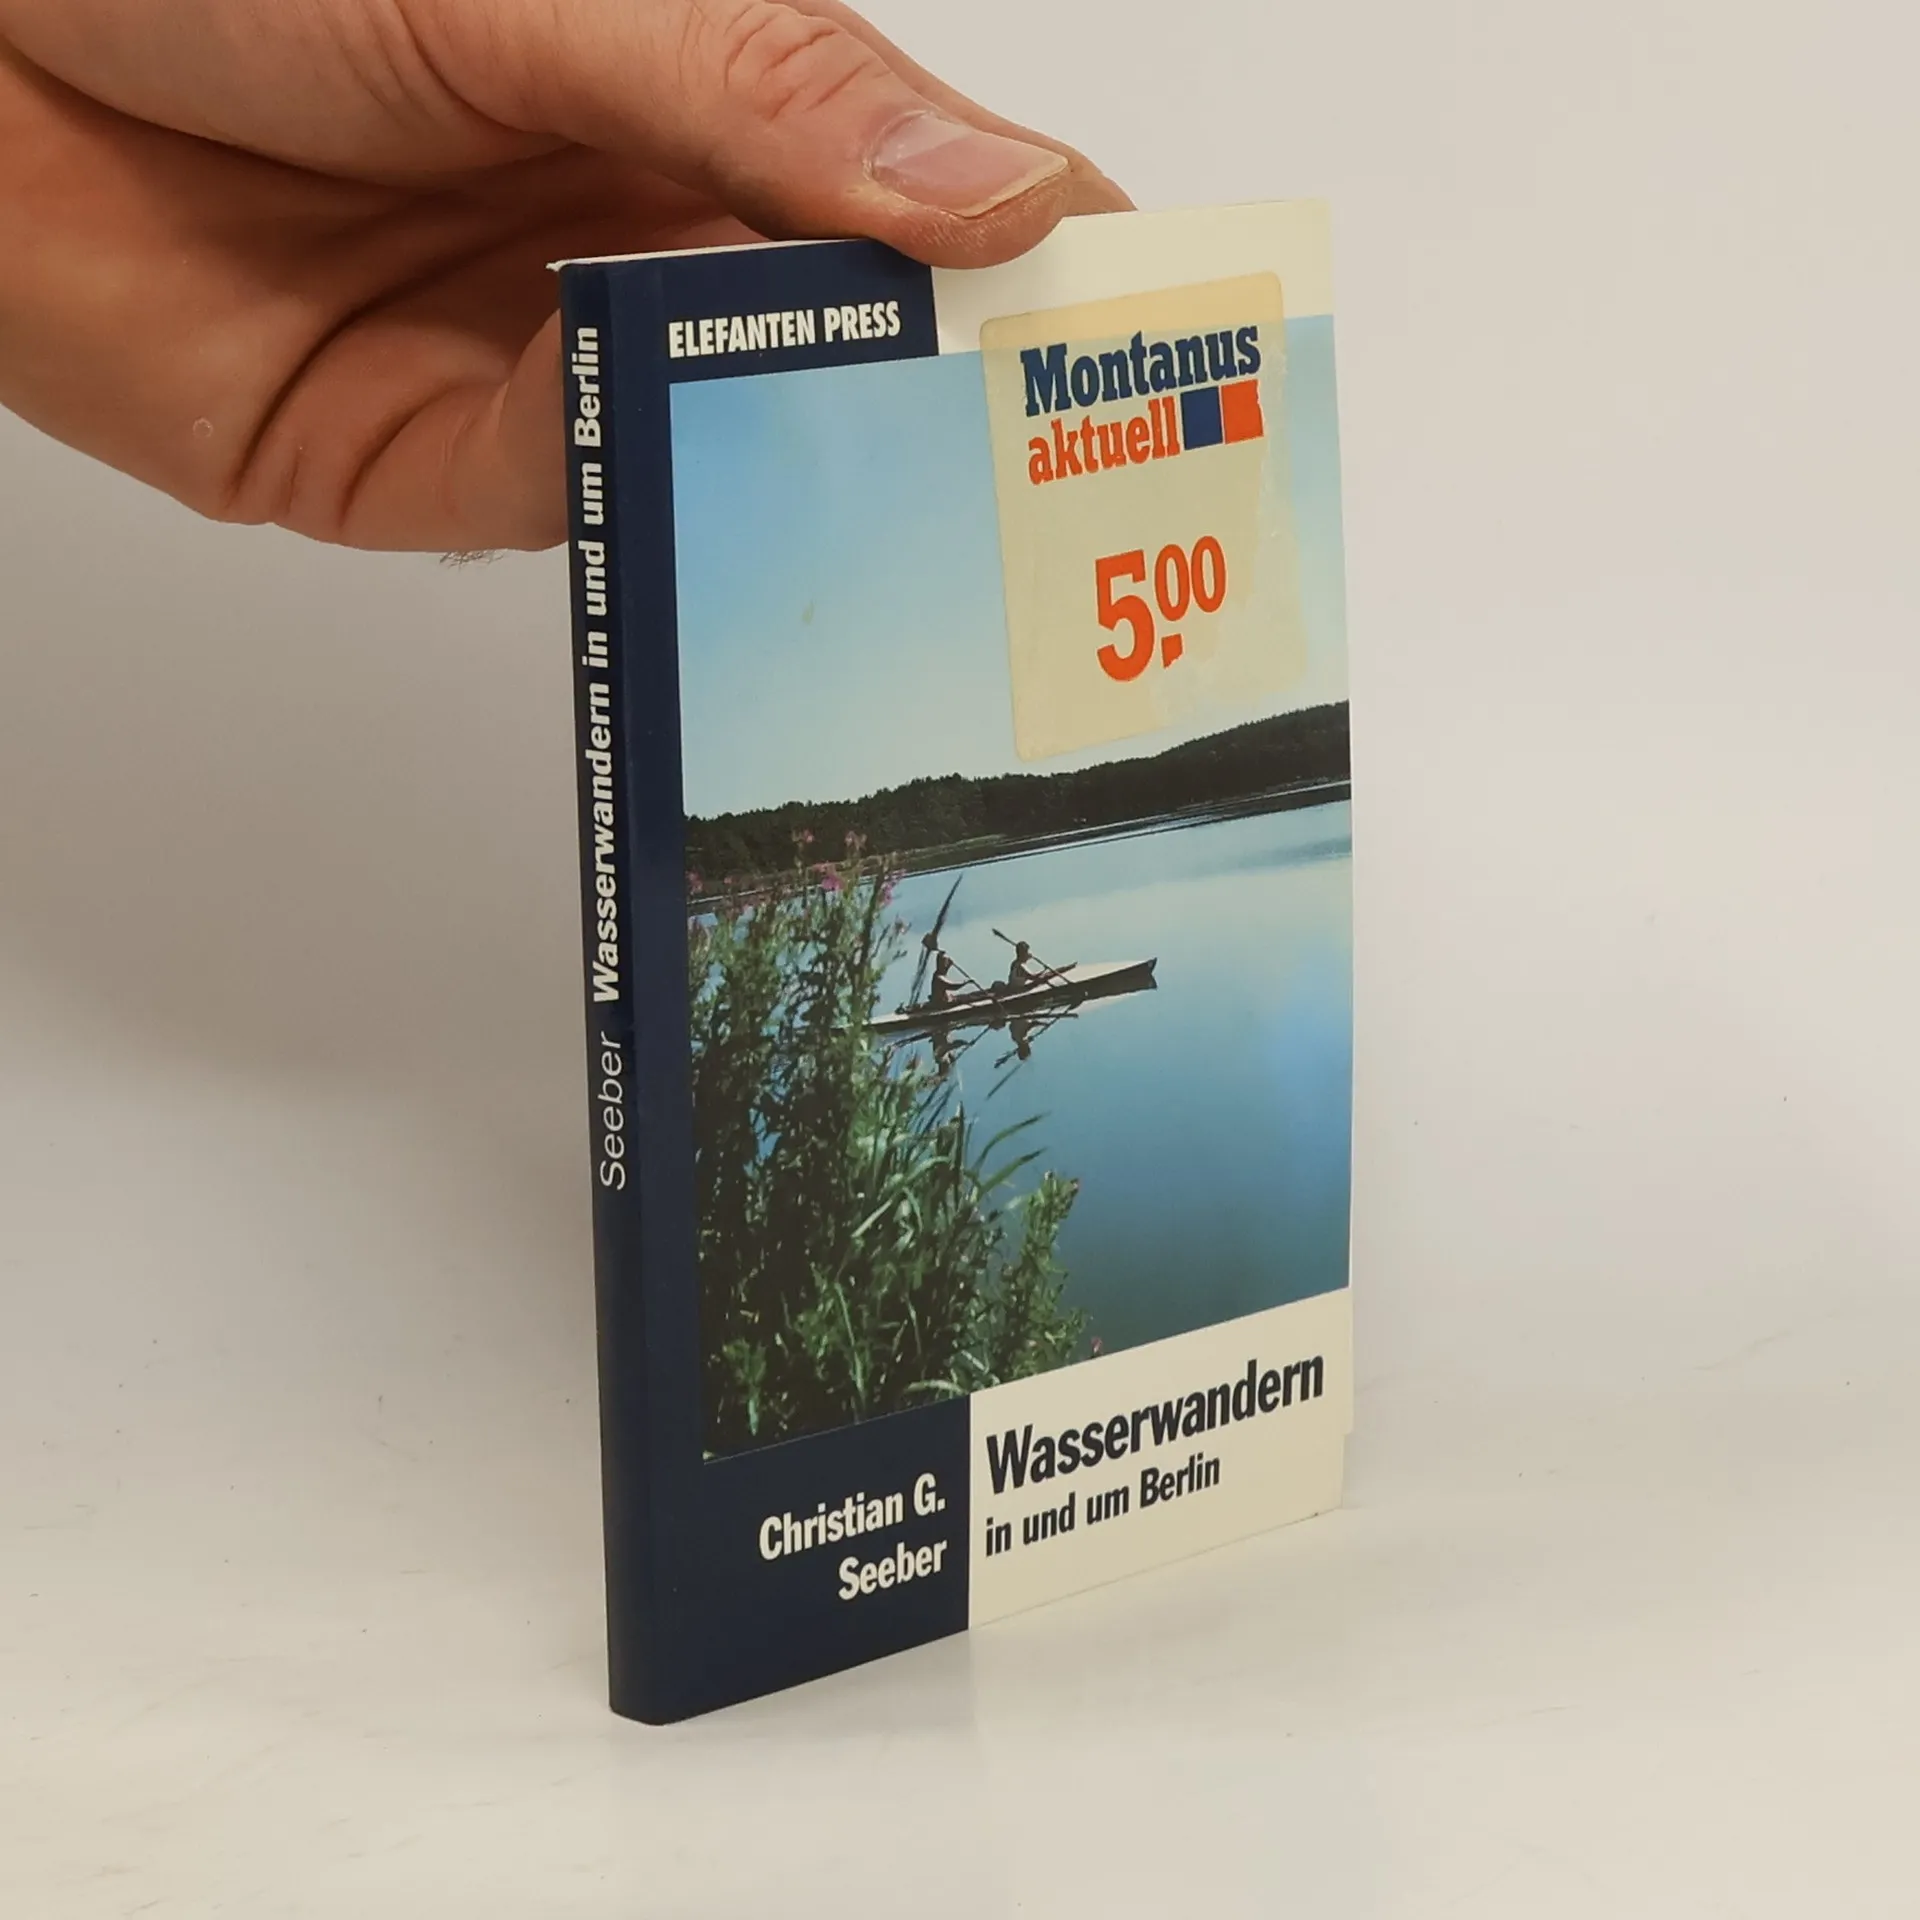 ELEFANTEN PRESS
Montanus
aktuell
5.00
Seeber Wasserwandern in und um Berlin
Christian G.
Seeber
Wasserwandern
in und um Berlin